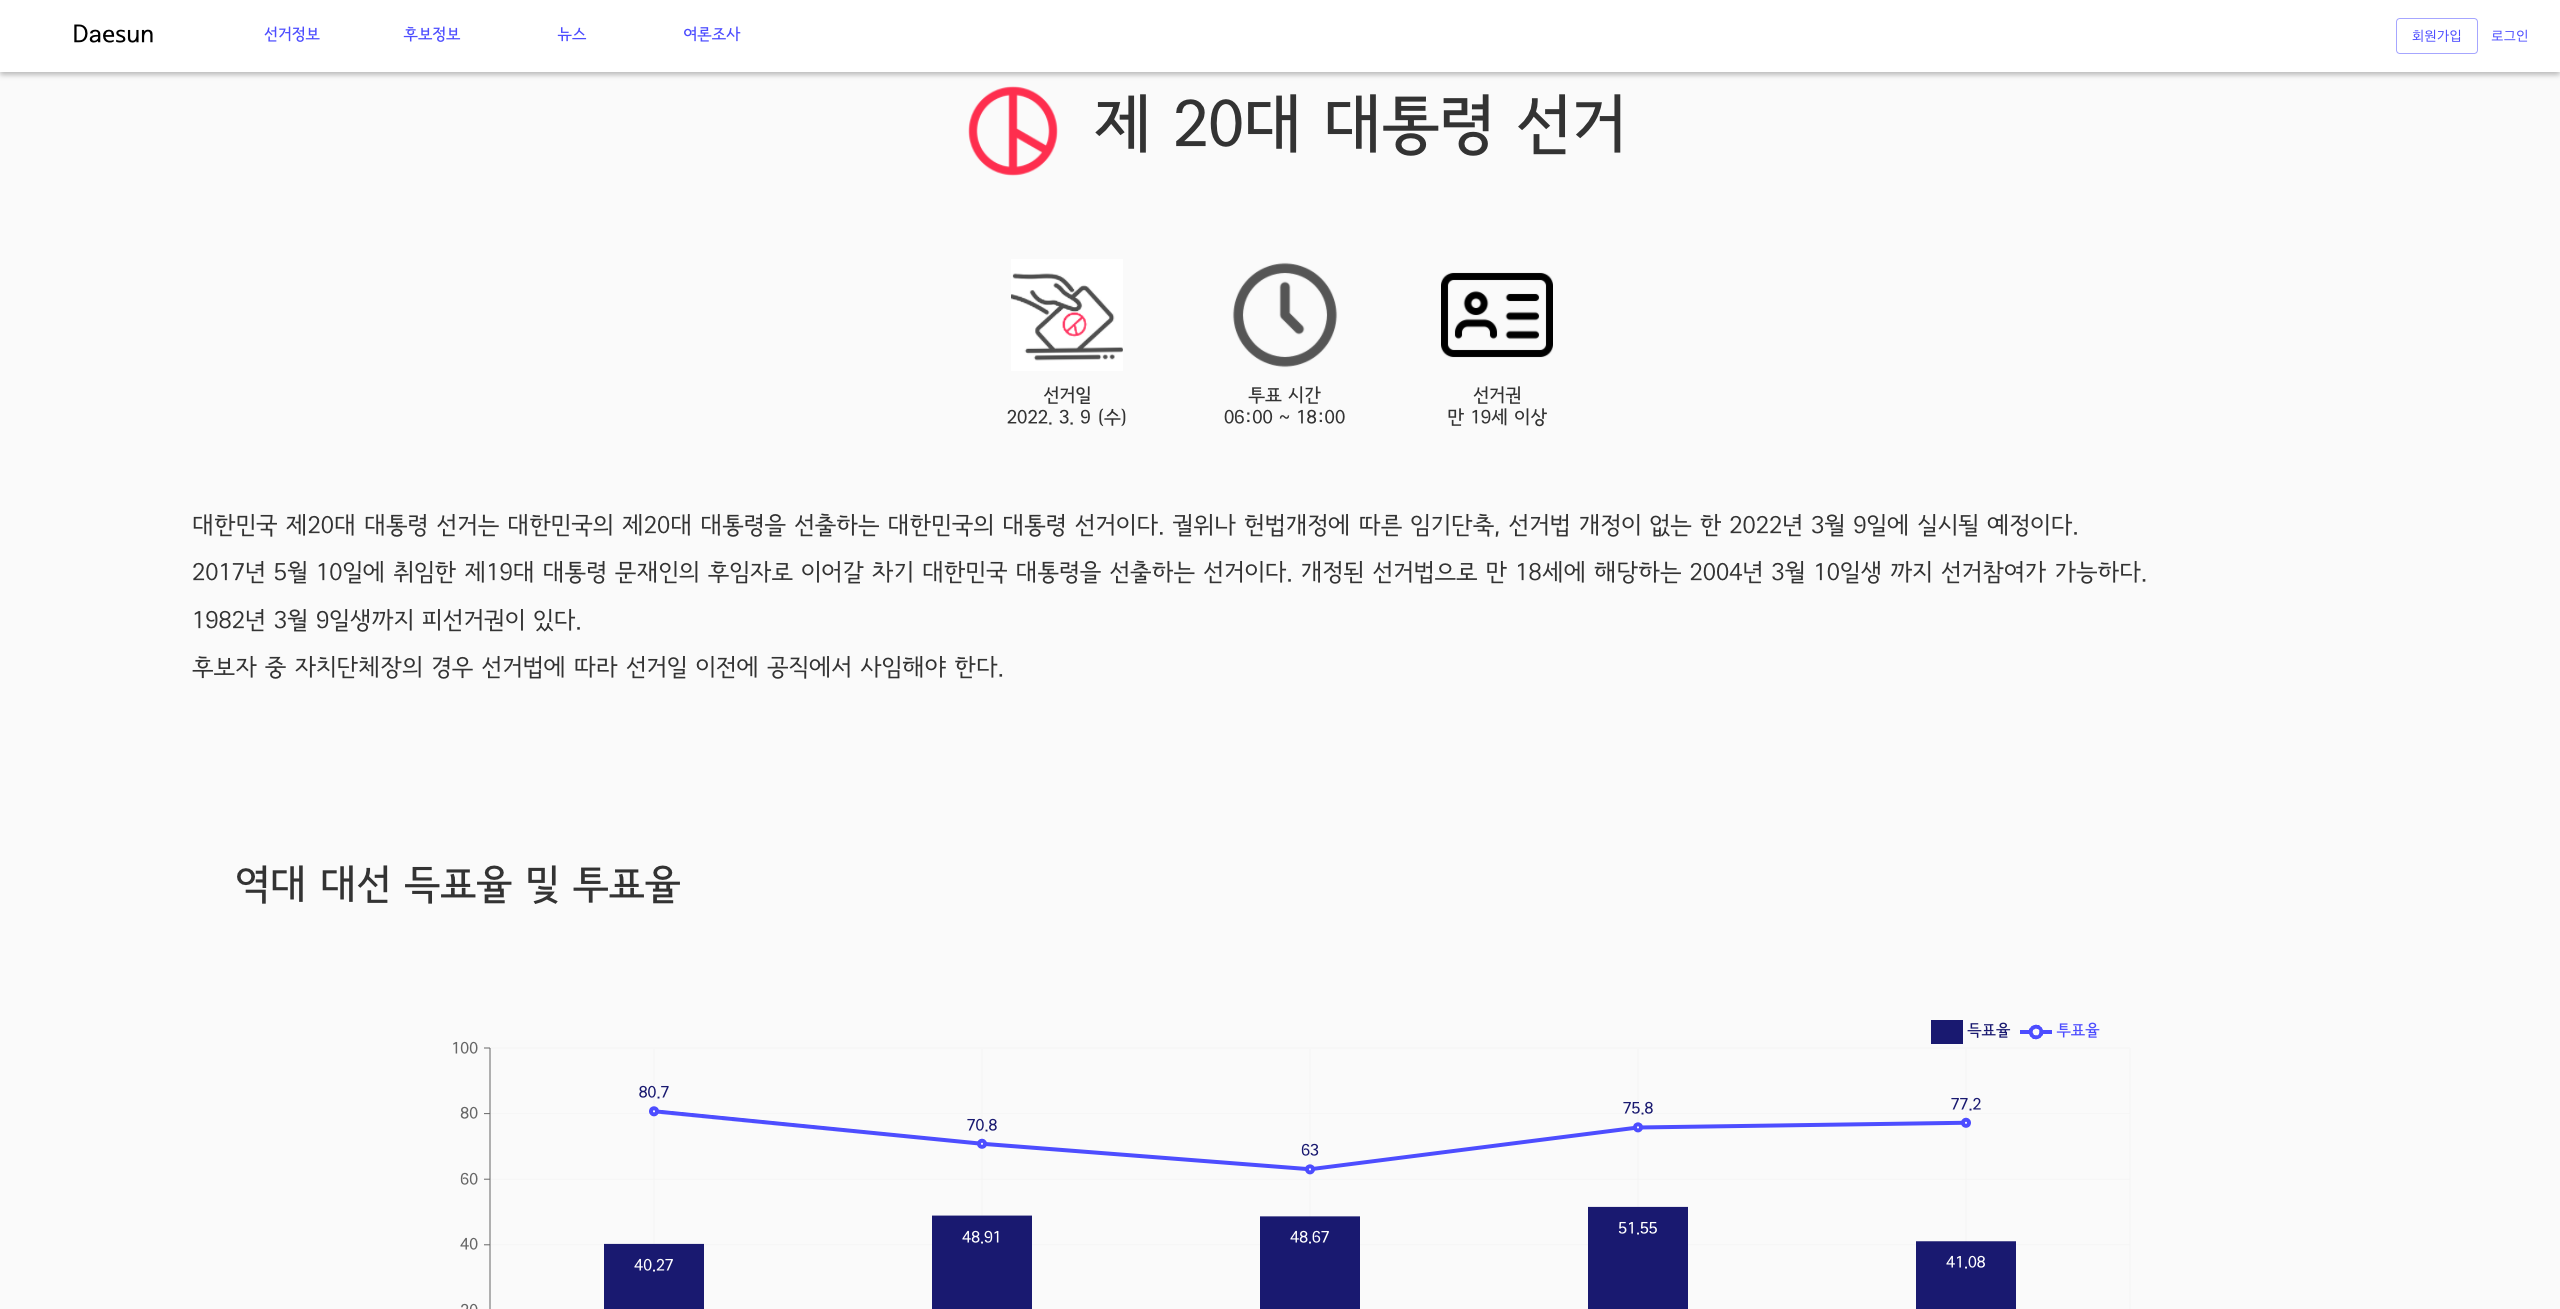 Daesun 선거정보 후보정보 뉴스 여론조사 회원가입 로그인
제 20대 대통령 선거
선거일 투표 시간 선거권
2022. 3. 9 (수) 06:00 ~ 18:00 만 19세 이상
대한민국 제20대 대통령 선거는 대한민국의 제20대 대통령을 선출하는 대한민국의 대통령 선거이다. 궐위나 헌법개정에 따른 임기단축, 선거법 개정이 없는 한 2022년 3월 9일에 실시될 예정이다.
2017년 5월 10일에 취임한 제19대 대통령 문재인의 후임자로 이어갈 차기 대한민국 대통령을 선출하는 선거이다. 개정된 선거법으로 만 18세에 해당하는 2004년 3월 10일생 까지 선거참여가 가능하다.
1982년 3월 9일생까지 피선거권이 있다.
후보자 중 자치단체장의 경우 선거법에 따라 선거일 이전에 공직에서 사임해야 한다.
역대 대선 득표율 및 투표율
득표율 투표율
100
80.7 70.8 63 75.8 77.2
80
60
40
40.27 48.91 48.67 51.55 41.08
20